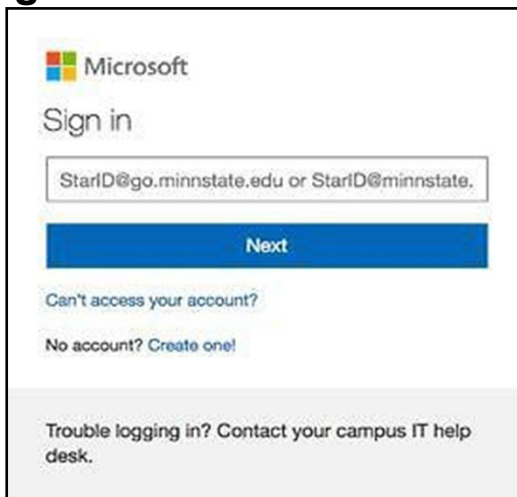 Microsoft
Sign in
StarID@go.minnstate.edu or StarID@minnstate.
Next
Can't access your account?
No account? Create one!
Trouble logging in? Contact your campus IT help
desk.